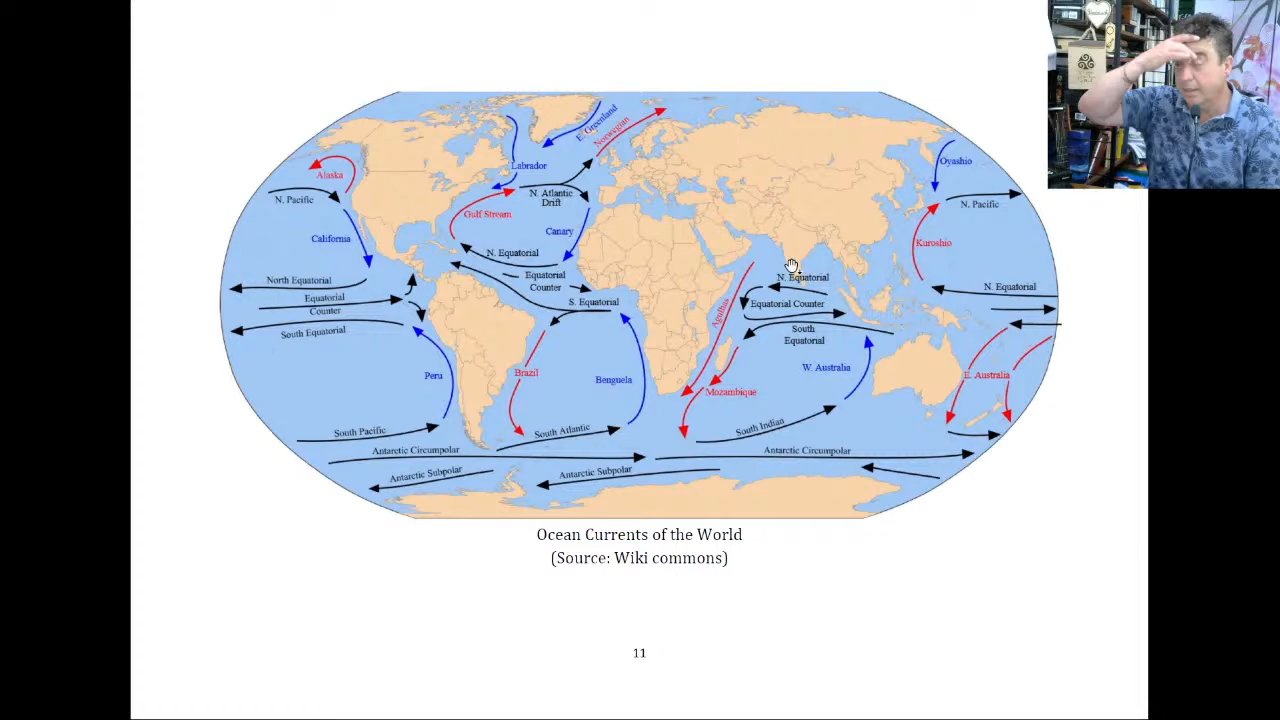 E. Greenland
Norwegian
Labrador
Oyashio
Alaska
N. Pacific
N. Atlantic
Drift
N. Pacific
Gulf Stream
California
Canary
Kuroshio
N. Equatorial
North Equatorial
Equatorial
Counter
N. Equatorial
N. Equatorial
Equatorial
Counter
S. Equatorial
Agulhas
Equatorial Counter
South Equatorial
South
Equatorial
Peru
Brazil
Benguela
W. Australia
E. Australia
Mozambique
South Pacific
South Atlantic
South Indian
Antarctic Circumpolar
Antarctic Circumpolar
Antarctic Subpolar
Antarctic Subpolar
Ocean Currents of the World
(Source: Wiki commons)
11